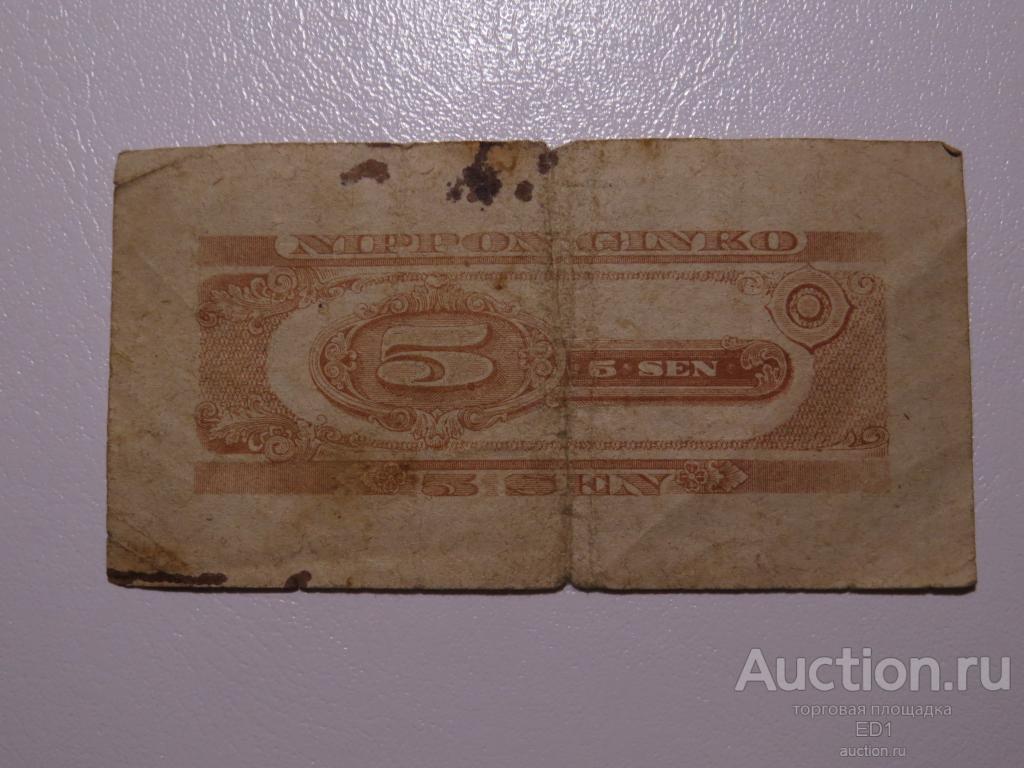 NIPPON GINKO
5
5 · SEN
5 SEN
Auction.ru
торговая площадка
ED1
auction.ru